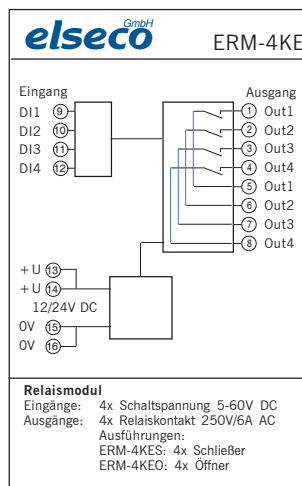 elseco GmbH
ERM-4KE
Eingang
Ausgang
DI1 9
DI2 10
DI3 11
DI4 12
1 Out1
2 Out2
3 Out3
4 Out4
5 Out1
6 Out2
7 Out3
8 Out4
+U 13
+U 14
12/24V DC
0V 15
0V 16
Relaismodul
Eingänge: 4x Schaltspannung 5-60V DC
Ausgänge: 4x Relaiskontakt 250V/6A AC
Ausführungen:
ERM-4KES: 4x Schließer
ERM-4KEO: 4x Öffner